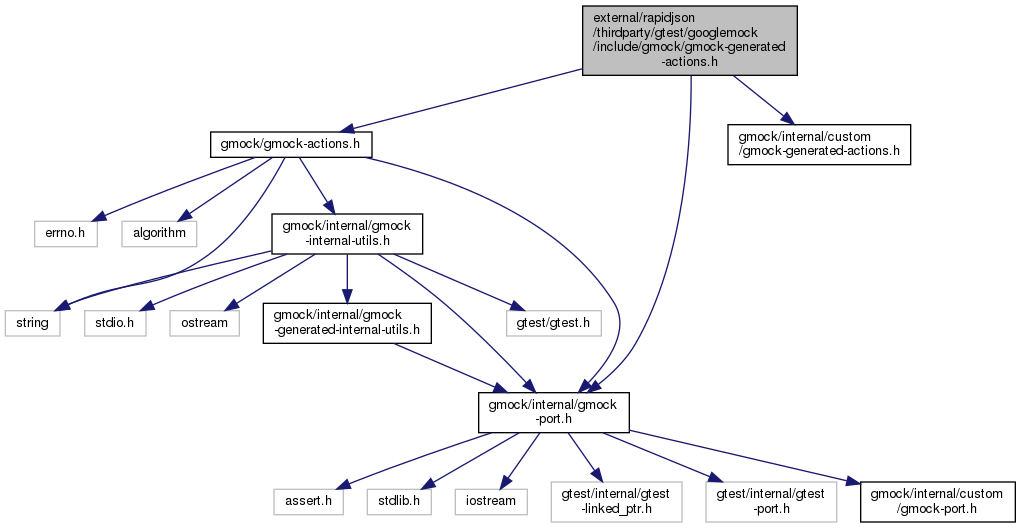 external/rapidjson
/thirdparty/gtest/googlemock
/include/gmock/gmock-generated
-actions.h
gmock/gmock-actions.h
gmock/internal/custom
/gmock-generated-actions.h
errno.h
algorithm
gmock/internal/gmock
-internal-utils.h
string
stdio.h
ostream
gmock/internal/gmock
-generated-internal-utils.h
gtest/gtest.h
gmock/internal/gmock
-port.h
assert.h
stdlib.h
iostream
gtest/internal/gtest
-linked_ptr.h
gtest/internal/gtest
-port.h
gmock/internal/custom
/gmock-port.h